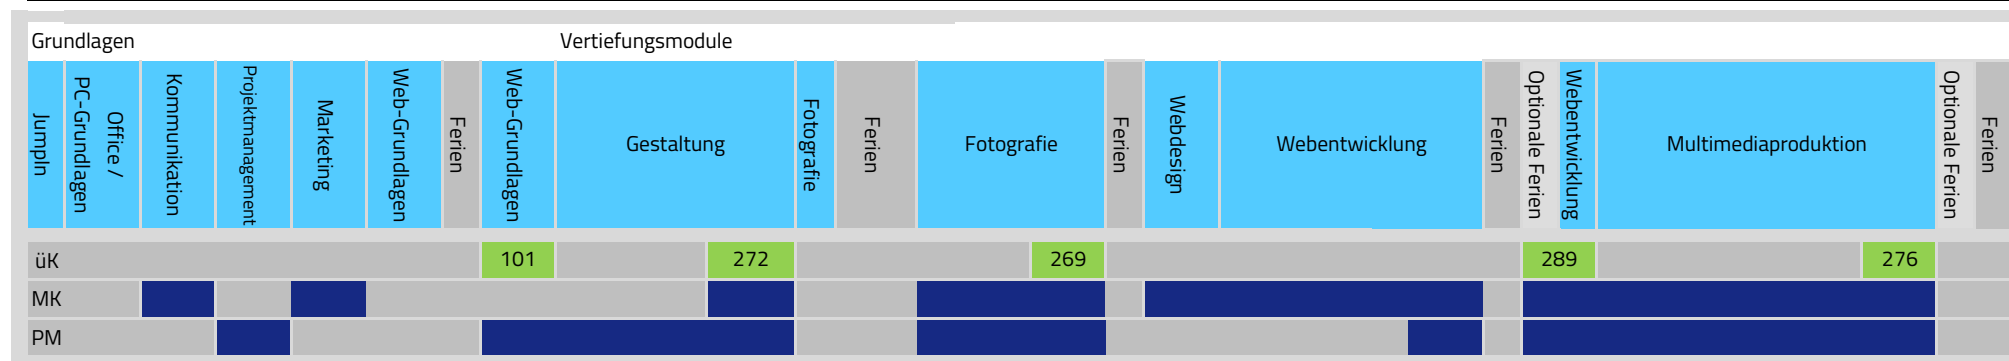 Grundlagen
Vertiefungsmodule
JumpIn
Office /
PC-Grundlagen
Kommunikation
Projektmanagement
Marketing
Web-Grundlagen
Ferien
Web-Grundlagen
Gestaltung
Fotografie
Ferien
Fotografie
Ferien
Webdesign
Webentwicklung
Ferien
Optionale Ferien
Webentwicklung
Multimediaproduktion
Optionale Ferien
Ferien
üK
101
272
269
289
276
MK
PM